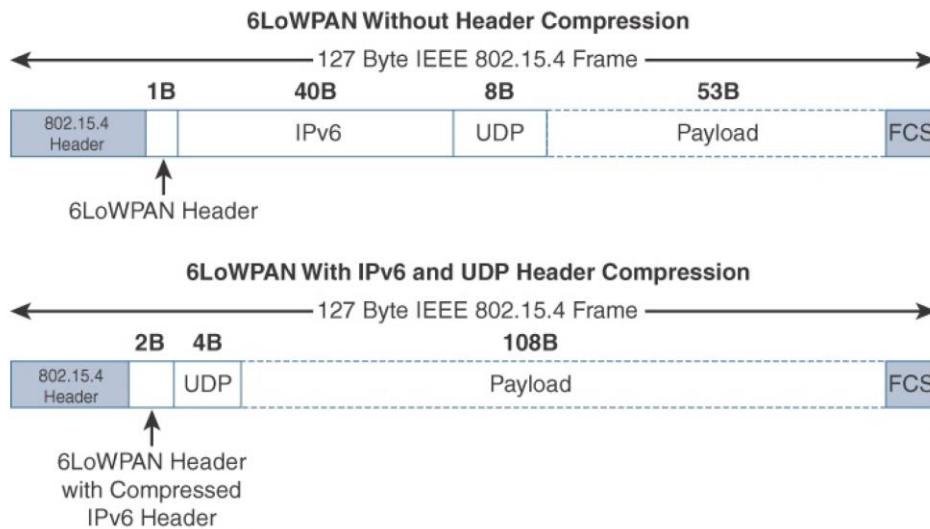 6LoWPAN Without Header Compression
127 Byte IEEE 802.15.4 Frame
1B 40B 8B 53B
802.15.4
Header
IPv6
UDP
Payload
FCS
6LoWPAN Header
6LoWPAN With IPv6 and UDP Header Compression
127 Byte IEEE 802.15.4 Frame
2B 4B 108B
802.15.4
Header
UDP
Payload
FCS
6LoWPAN Header
with Compressed
IPv6 Header